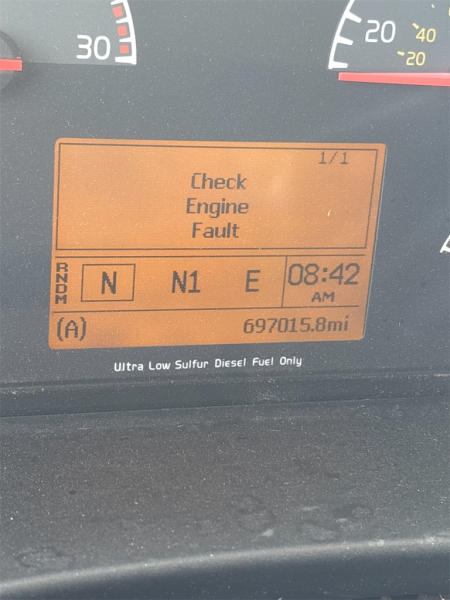 30
20
40
20
1/1
Check
Engine
Fault
R
N
D
M
N N1 E 08:42
AM
(A) 697015.8mi
Ultra Low Sulfur Diesel Fuel Only